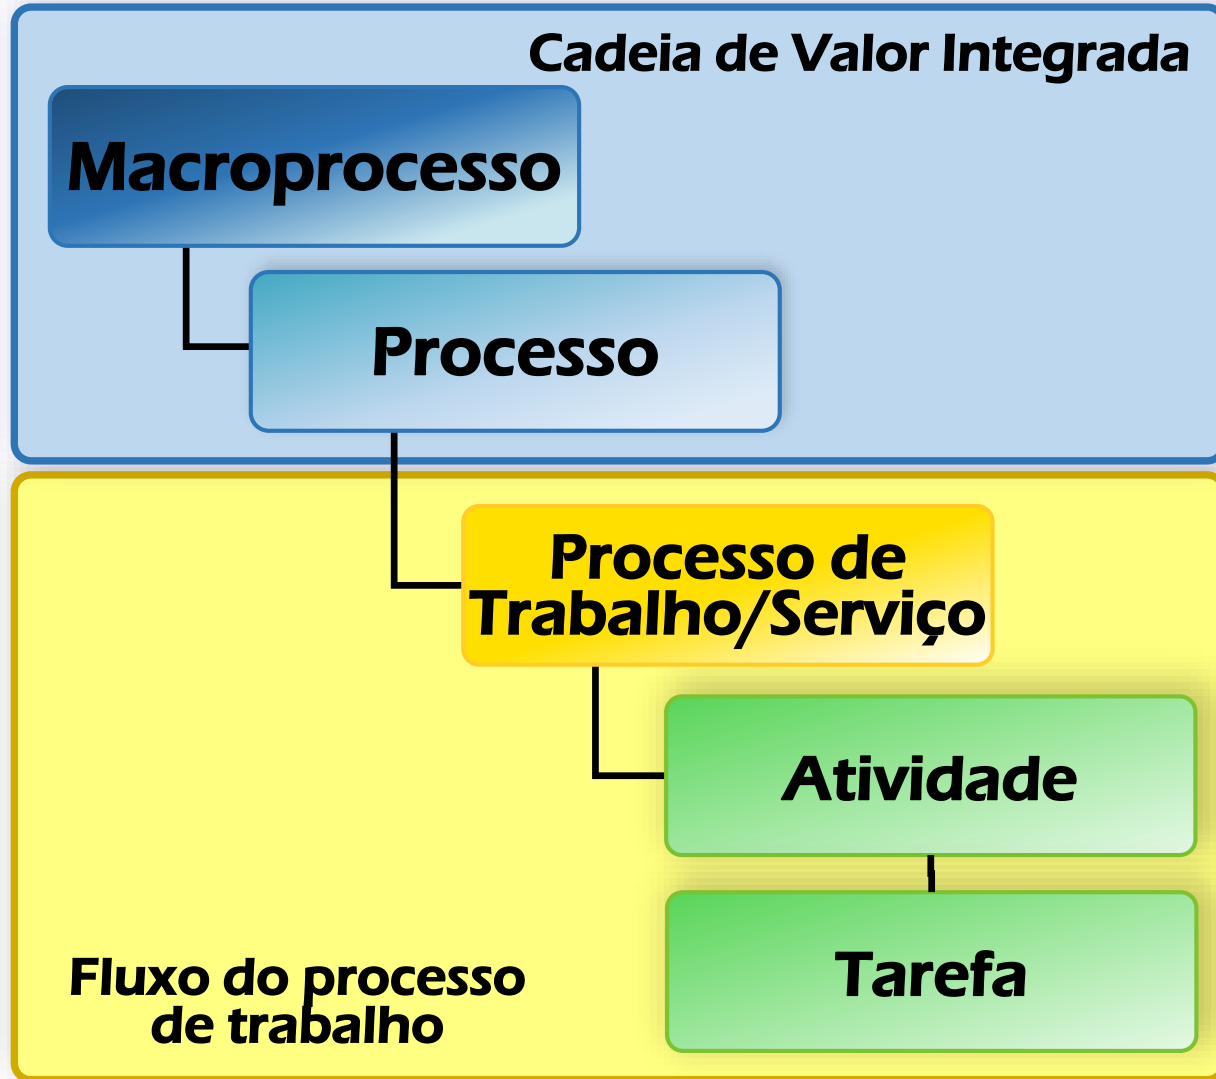 Cadeia de Valor Integrada
Macroprocesso
Processo
Processo de
Trabalho/Serviço
Atividade
Tarefa
Fluxo do processo
de trabalho